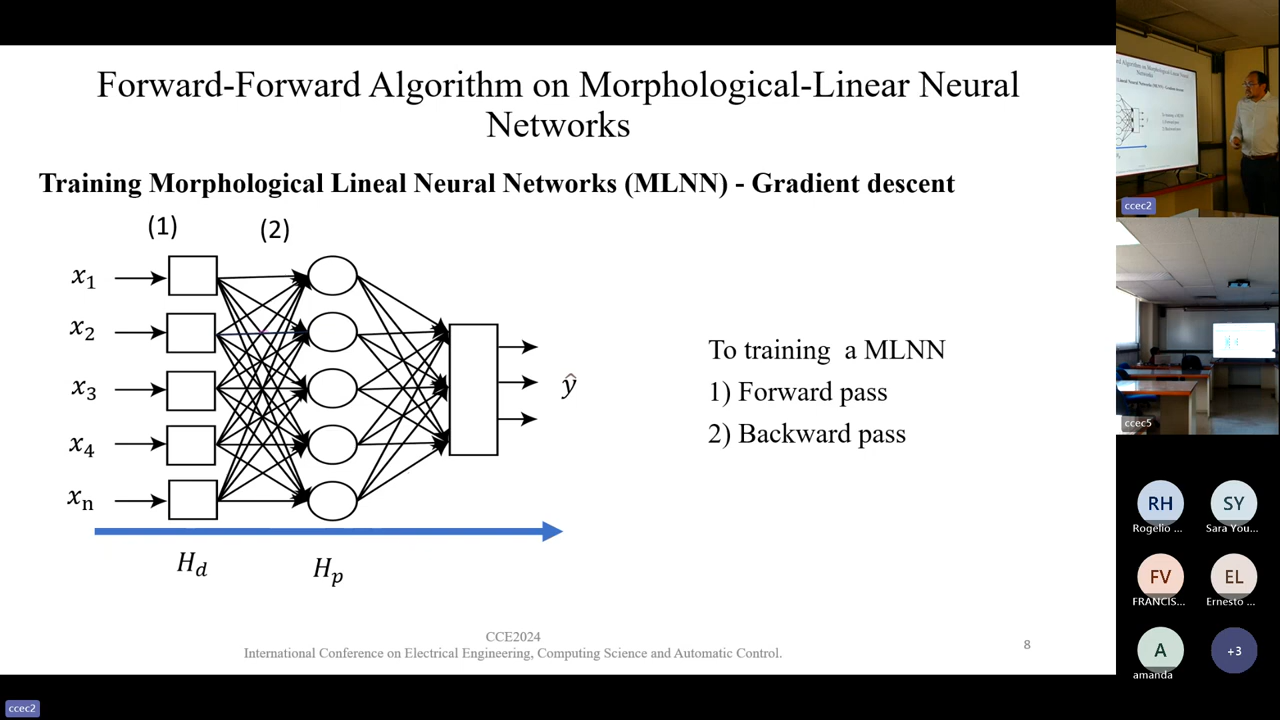 Forward-Forward Algorithm on Morphological-Linear Neural
Networks
Training Morphological Lineal Neural Networks (MLNN) - Gradient descent
(1)
(2)
x₁
x₂
x₃
x₄
xₙ
ŷ
H_d
H_p
To training a MLNN
1) Forward pass
2) Backward pass
CCE2024
International Conference on Electrical Engineering, Computing Science and Automatic Control.
8
ccec2
ccec5
RH
Rogelio ...
SY
Sara You...
FV
FRANCIS...
EL
Ernesto ...
A
amanda
+3
ccec2